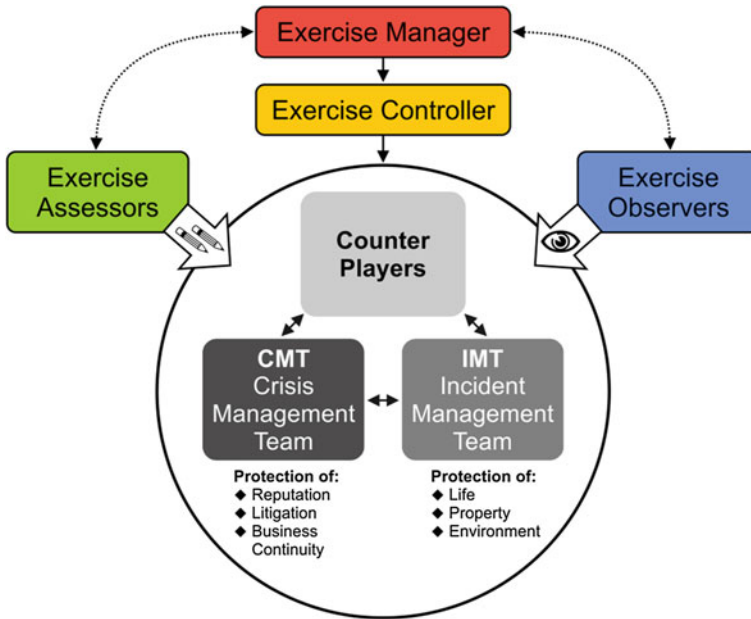 Exercise Manager
Exercise Controller
Exercise
Assessors
Exercise
Observers
Counter
Players
CMT
Crisis
Management
Team
IMT
Incident
Management
Team
Protection of:
◆ Reputation
◆ Litigation
◆ Business
Continuity
Protection of:
◆ Life
◆ Property
◆ Environment